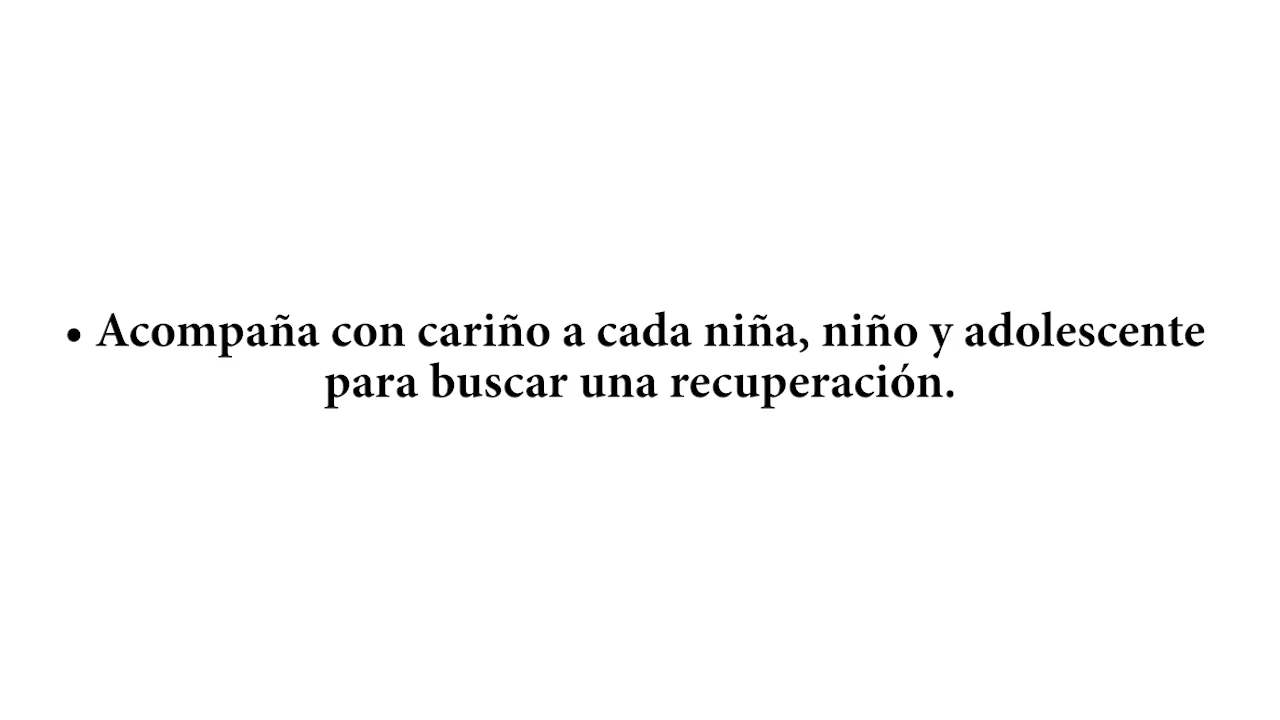 • Acompaña con cariño a cada niña, niño y adolescente
para buscar una recuperación.